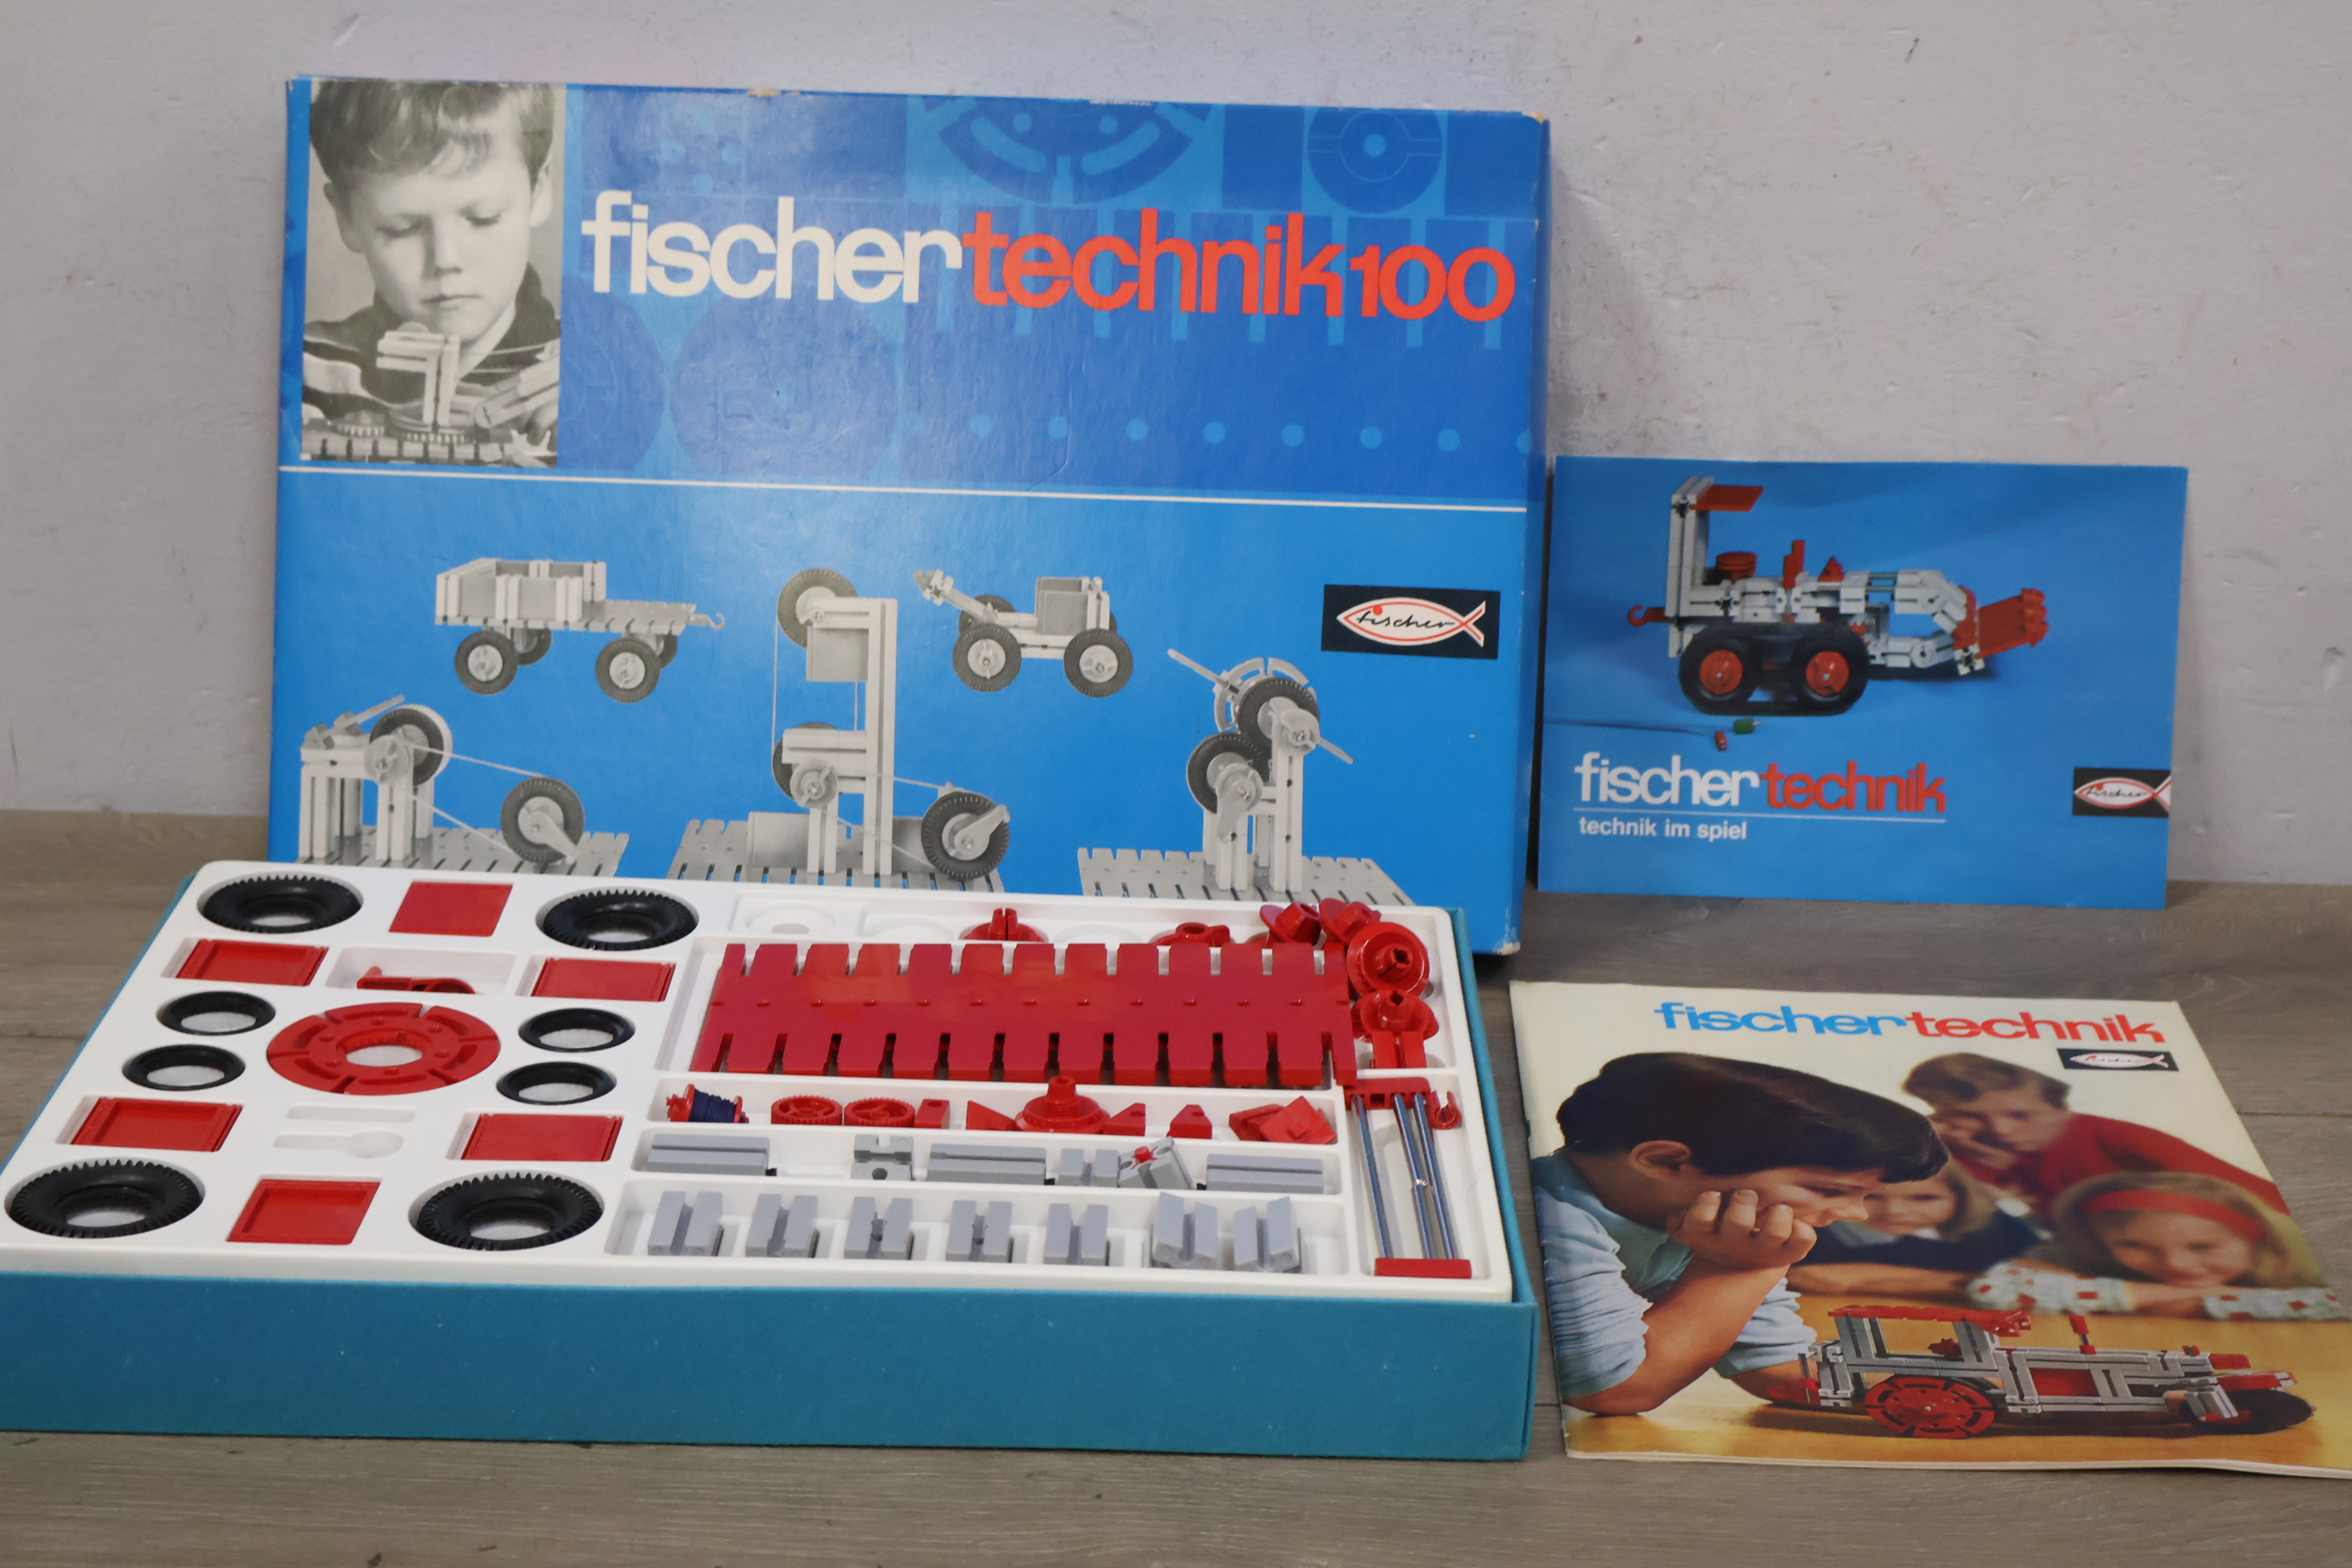 fischertechnik100
fischer
fischertechnik
technik im spiel
fischer
fischertechnik
fischer